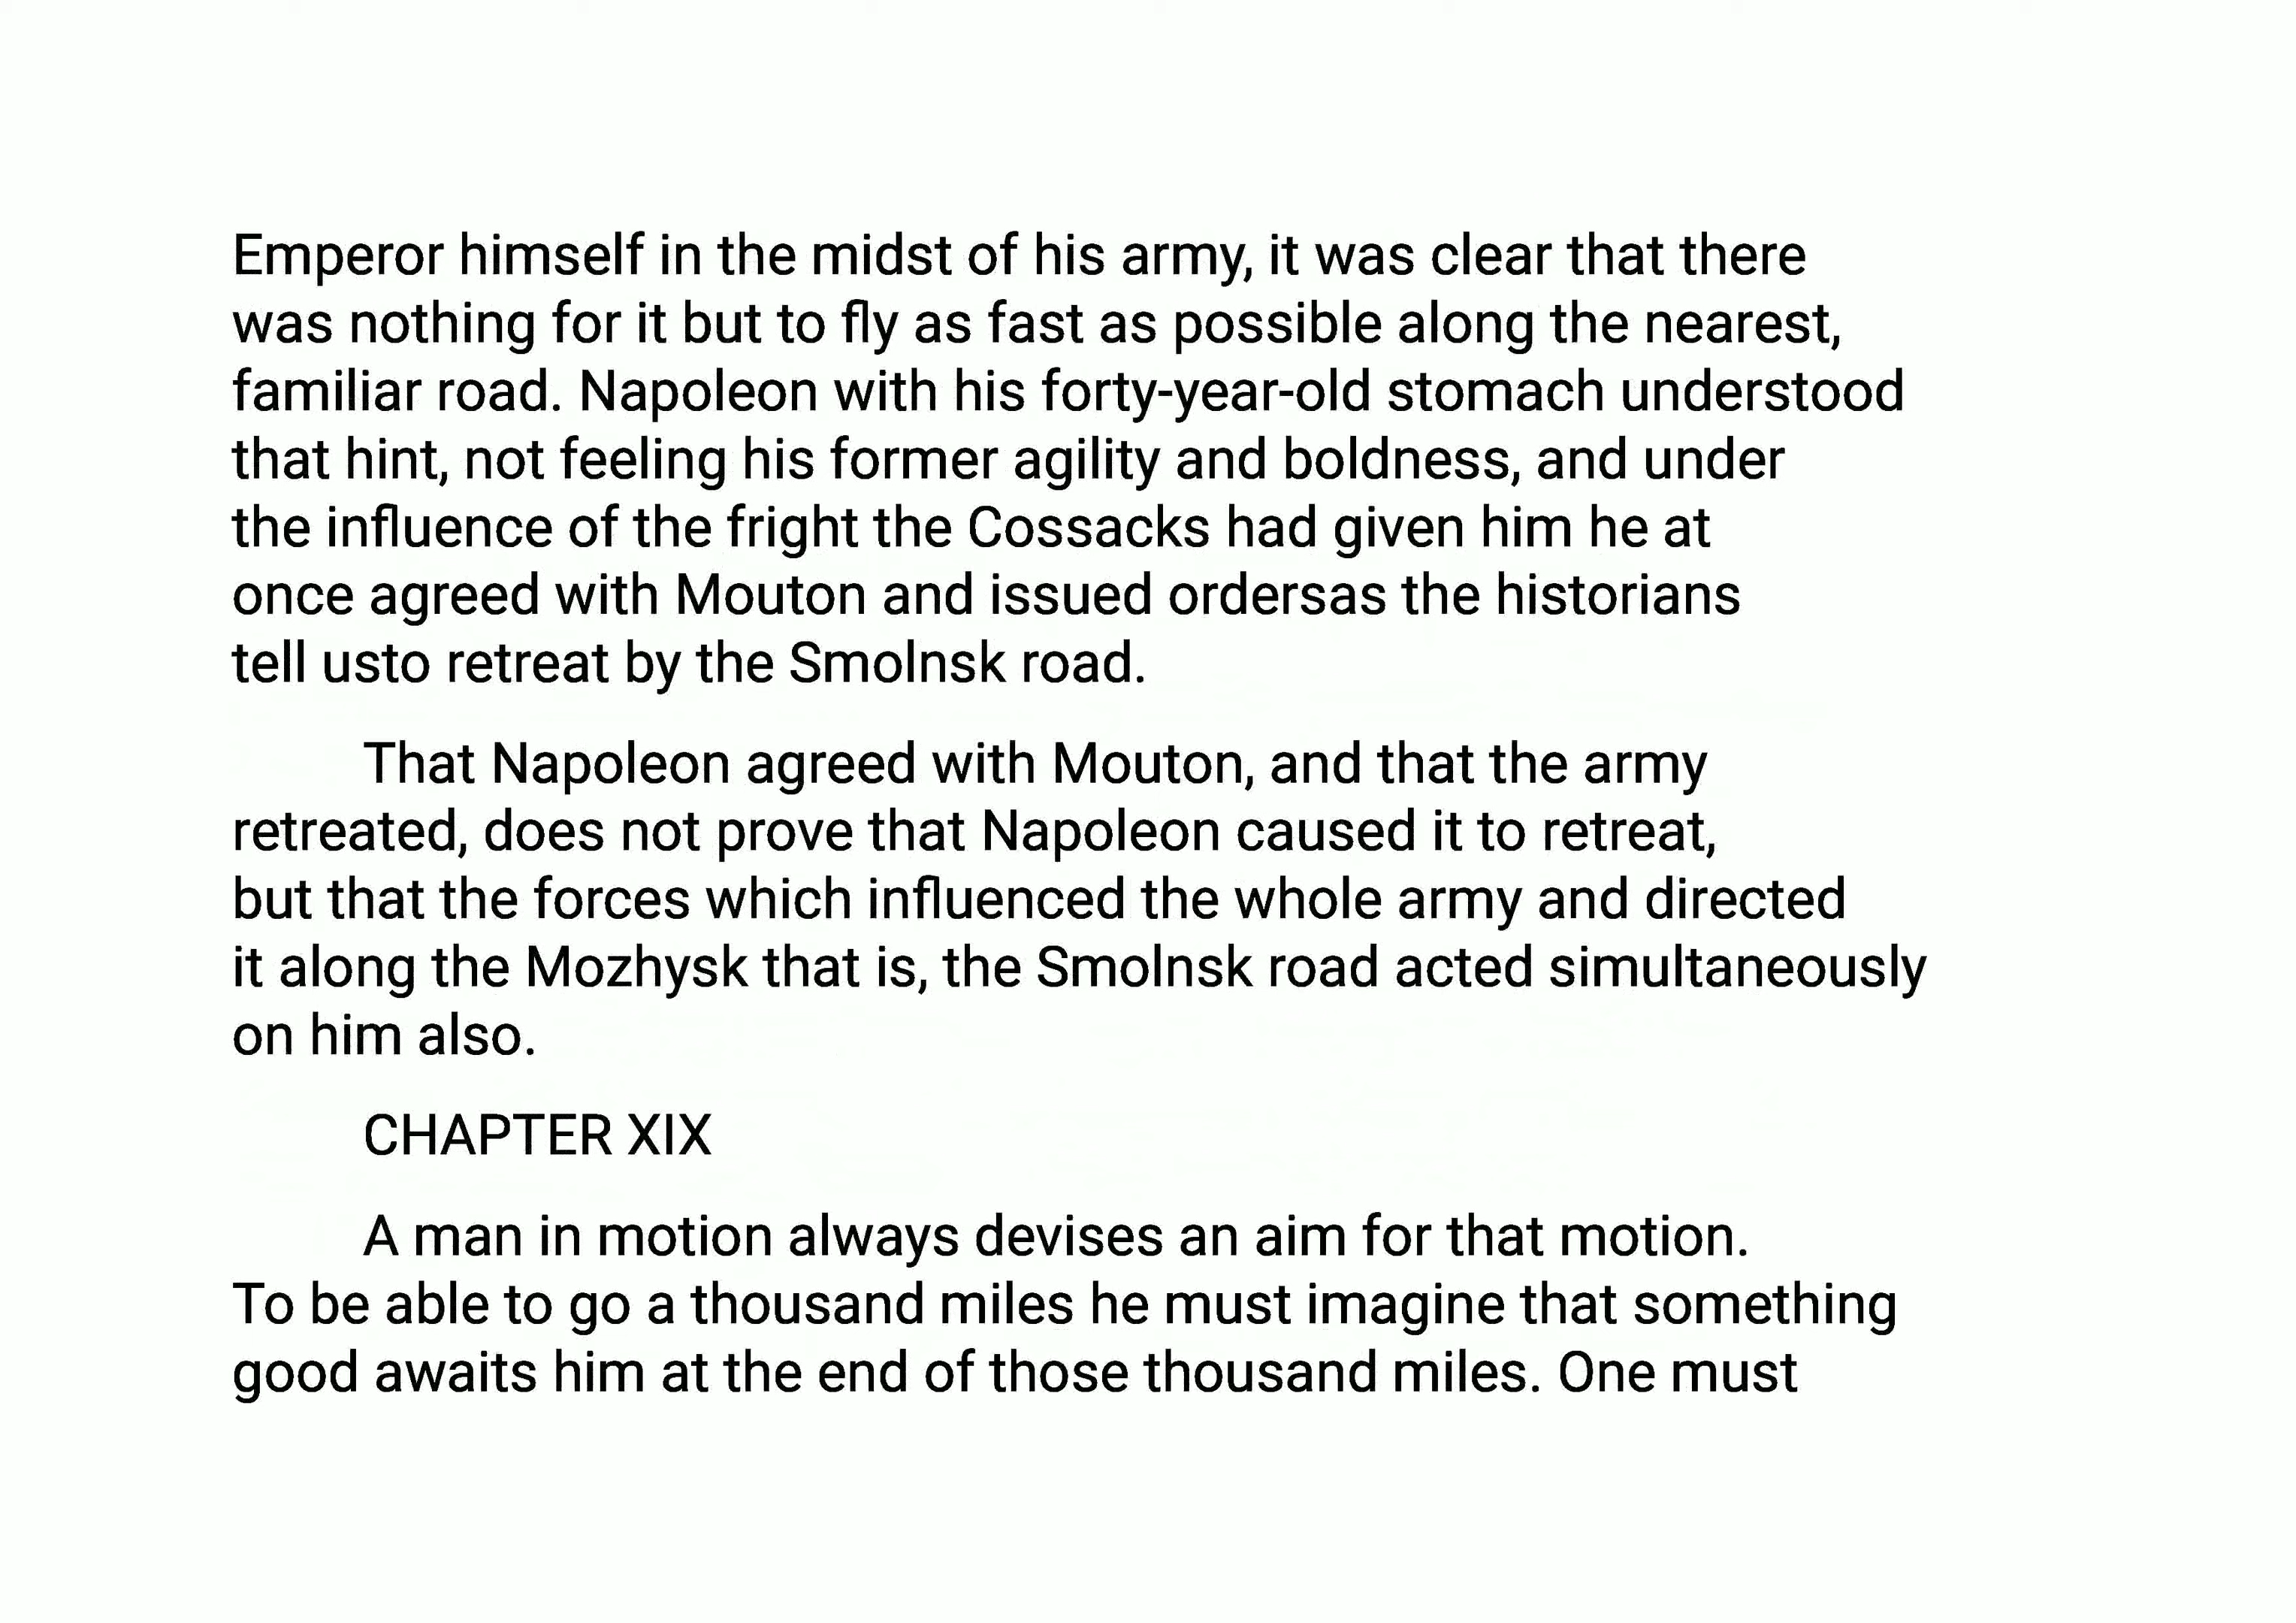 Emperor himself in the midst of his army, it was clear that there
was nothing for it but to fly as fast as possible along the nearest,
familiar road. Napoleon with his forty-year-old stomach understood
that hint, not feeling his former agility and boldness, and under
the influence of the fright the Cossacks had given him he at
once agreed with Mouton and issued ordersas the historians
tell usto retreat by the Smolnsk road.
That Napoleon agreed with Mouton, and that the army
retreated, does not prove that Napoleon caused it to retreat,
but that the forces which influenced the whole army and directed
it along the Mozhysk that is, the Smolnsk road acted simultaneously
on him also.
CHAPTER XIX
A man in motion always devises an aim for that motion.
To be able to go a thousand miles he must imagine that something
good awaits him at the end of those thousand miles. One must